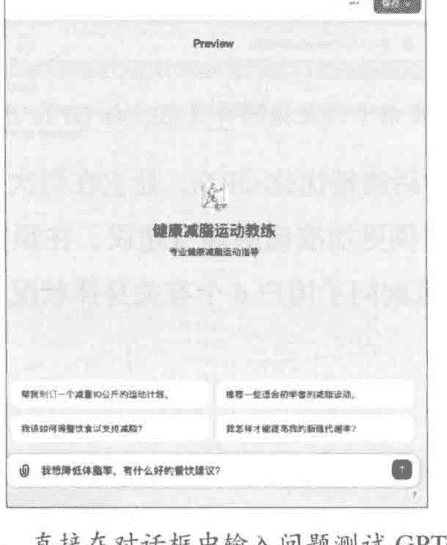 Preview
健康减脂运动教练
专业健康减脂运动指导
帮我制订一个减重10公斤的运动计划。
推荐一些适合初学者的减脂运动。
我该如何调整饮食以支持减脂?
我怎样才能提高我的新陈代谢率?
我想降低体脂率，有什么好的餐饮建议?
?
直接在对话框中输入问题测试 GPT